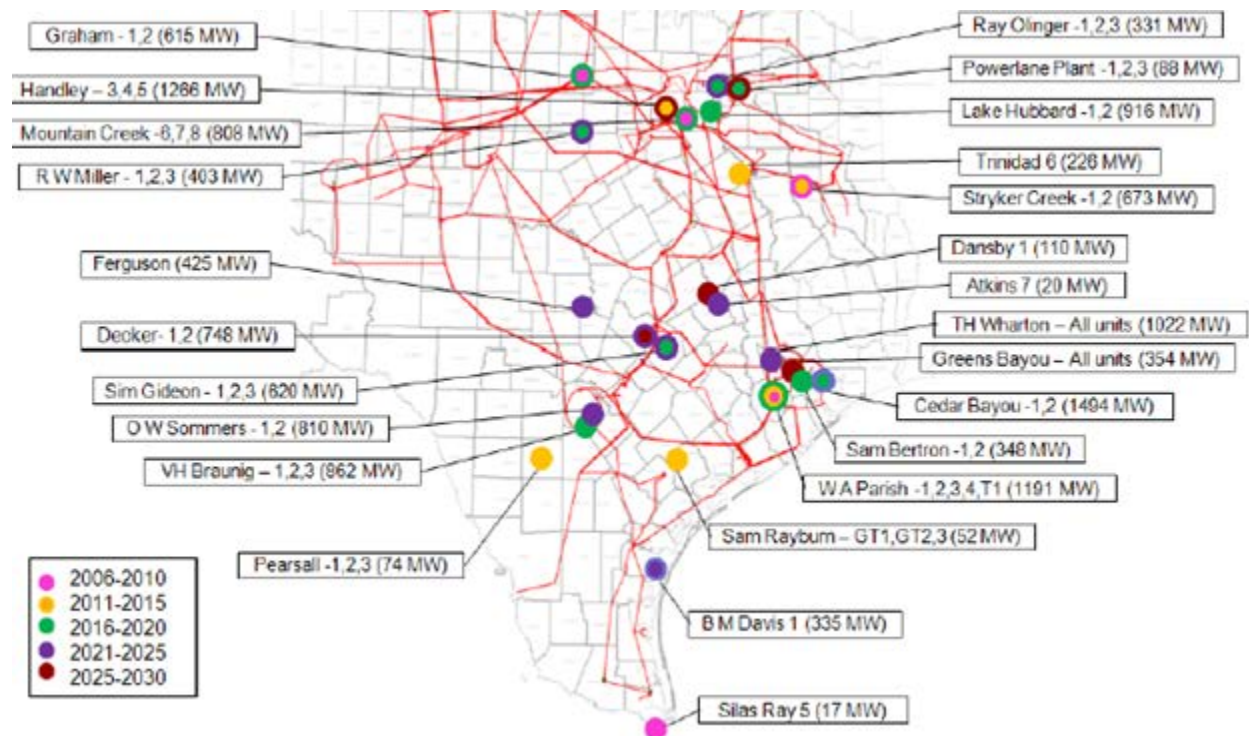 Graham - 1,2 (615 MW)
Handley – 3,4,5 (1266 MW)
Mountain Creek -6,7,8 (808 MW)
R W Miller - 1,2,3 (403 MW)
Ferguson (425 MW)
Decker- 1,2 (748 MW)
Sim Gideon - 1,2,3 (620 MW)
O W Sommers - 1,2 (810 MW)
VH Braunig – 1,2,3 (862 MW)
Pearsall -1,2,3 (74 MW)
Ray Olinger -1,2,3 (331 MW)
Powerlane Plant -1,2,3 (88 MW)
Lake Hubbard -1,2 (916 MW)
Trinidad 6 (226 MW)
Stryker Creek -1,2 (673 MW)
Dansby 1 (110 MW)
Atkins 7 (20 MW)
TH Wharton – All units (1022 MW)
Greens Bayou – All units (354 MW)
Cedar Bayou -1,2 (1494 MW)
Sam Bertron -1,2 (348 MW)
W A Parish -1,2,3,4,T1 (1191 MW)
Sam Rayburn – GT1,GT2,3 (52 MW)
B M Davis 1 (335 MW)
Silas Ray 5 (17 MW)
2006-2010
2011-2015
2016-2020
2021-2025
2025-2030